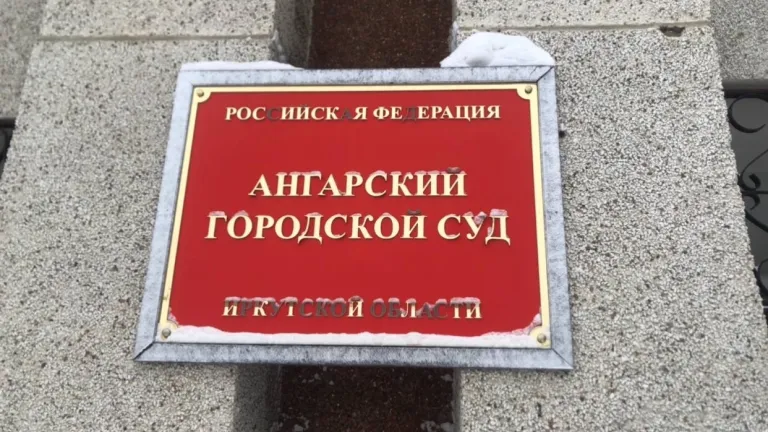 РОССИЙСКАЯ ФЕДЕРАЦИЯ
АНГАРСКИЙ
ГОРОДСКОЙ СУД
ИРКУТСКОЙ ОБЛАСТИ